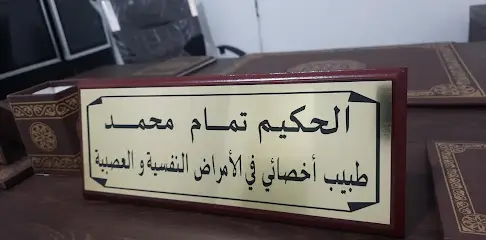 الحكيم تمام محمد
طبيب أخصائي في الأمراض النفسية و العصبية